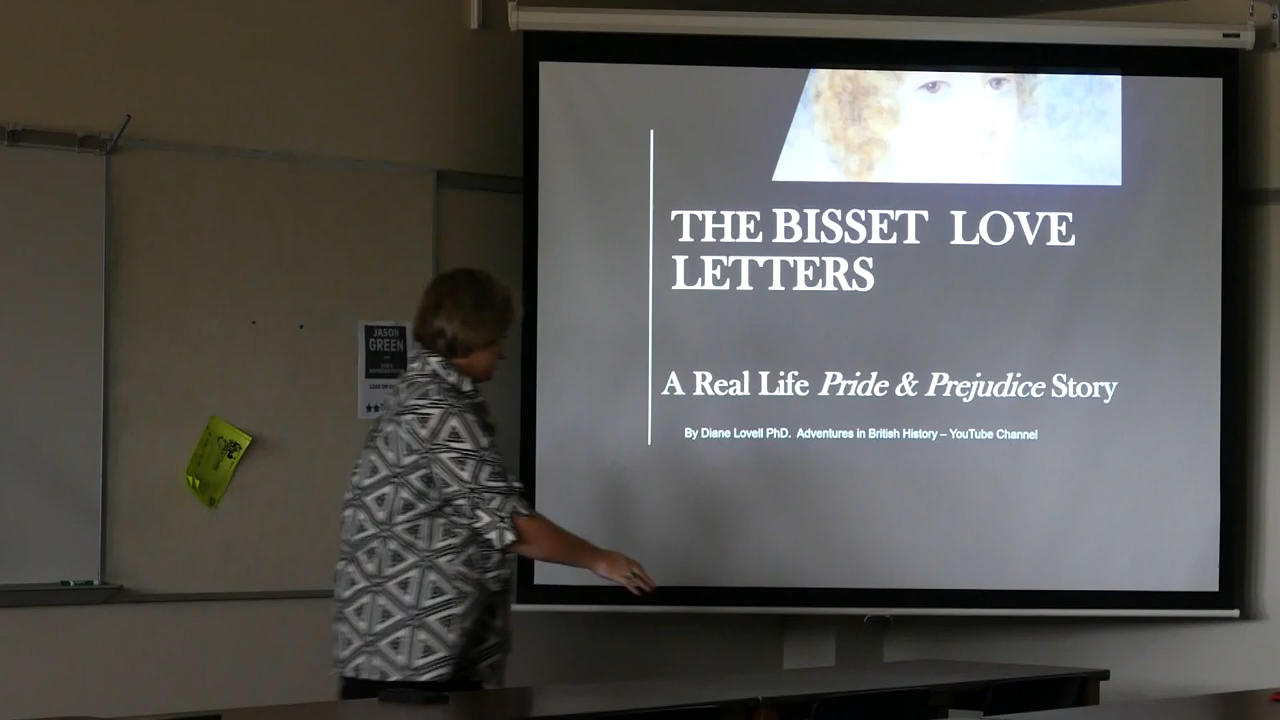 THE BISSET LOVE
LETTERS
A Real Life Pride & Prejudice Story
By Diane Lovell PhD. Adventures in British History – YouTube Channel
JASON
GREEN